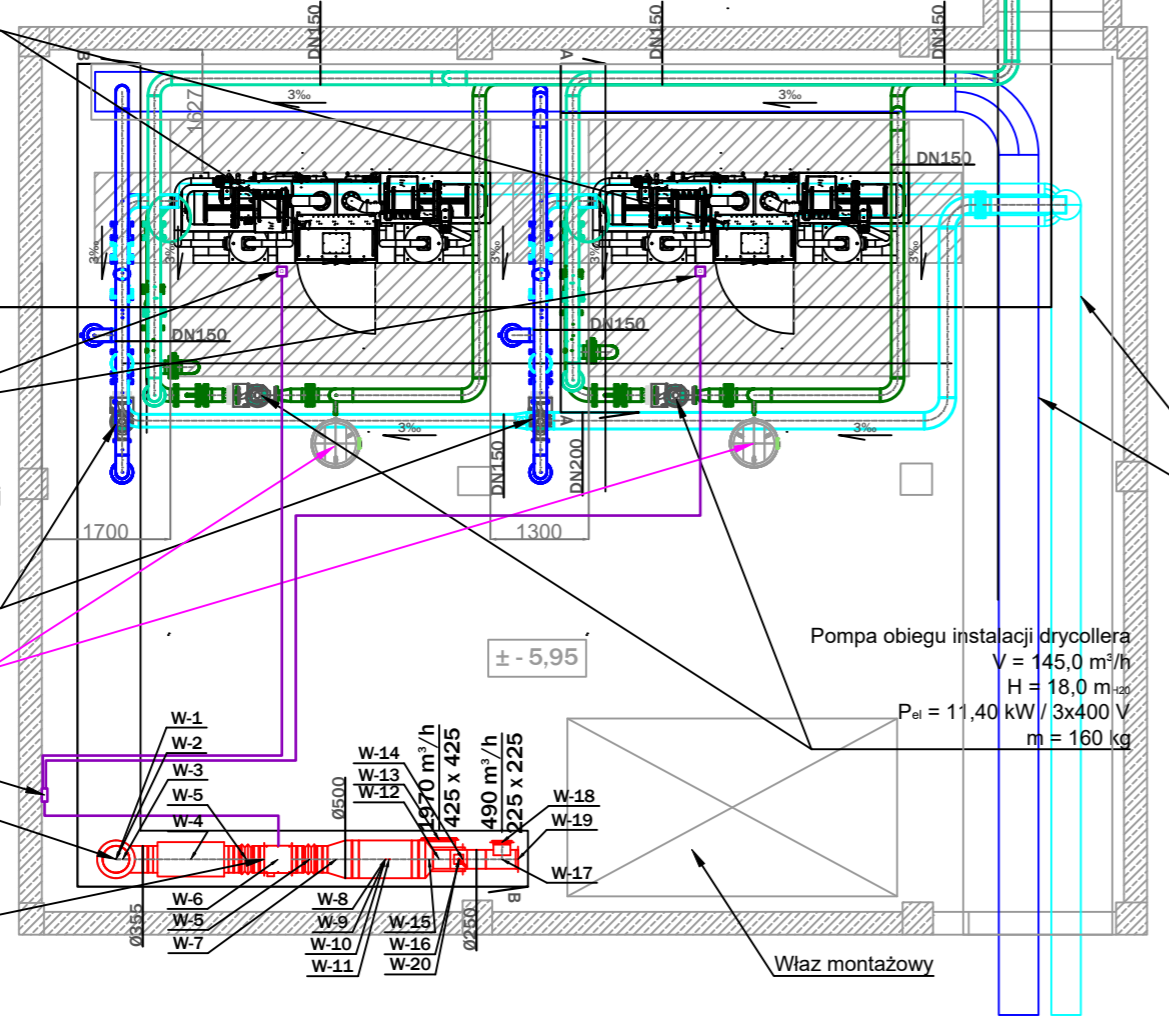 DN150
DN150
DN150
B
A
1627
3‰
3‰
DN150
3‰
3‰
3‰
3‰
3‰
DN150
DN150
A
3‰
3‰
DN150
DN200
1700
1300
± - 5,95
Pompa obiegu instalacji drycollera
V = 145,0 m³/h
H = 18,0 mH20
Pel = 11,40 kW / 3x400 V
m = 160 kg
W-1
W-2
W-3
W-5
W-4
W-6
W-5
W-7
Ø355
Ø500
W-14
W-13
W-12
1970 m³/h
425 x 425
490 m³/h
225 x 225
W-18
W-19
W-17
W-8
W-9
W-10
W-11
W-15
W-16
W-20
Ø250
B
Właz montażowy